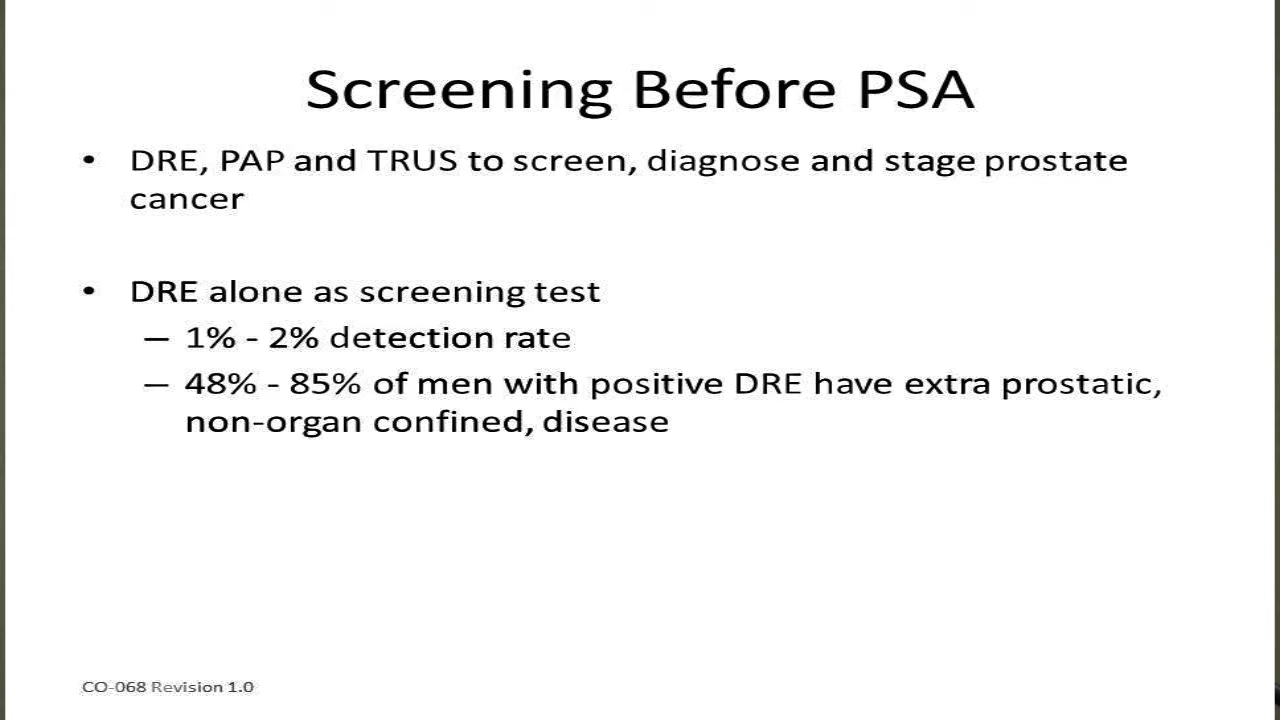 Screening Before PSA
• DRE, PAP and TRUS to screen, diagnose and stage prostate
cancer
• DRE alone as screening test
– 1% - 2% detection rate
– 48% - 85% of men with positive DRE have extra prostatic,
non-organ confined, disease
CO-068 Revision 1.0